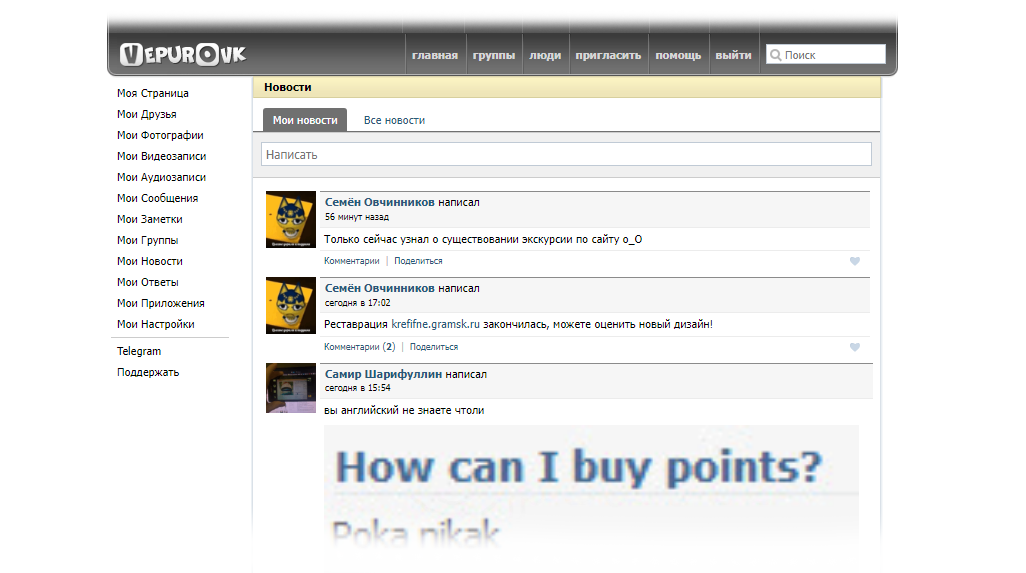 VEPUROVK
главная группы люди пригласить помощь выйти Поиск
Моя Страница
Мои Друзья
Мои Фотографии
Мои Видеозаписи
Мои Аудиозаписи
Мои Сообщения
Мои Заметки
Мои Группы
Мои Новости
Мои Ответы
Мои Приложения
Мои Настройки
Telegram
Поддержать
Новости
Мои новости Все новости
Написать
Семён Овчинников написал
56 минут назад
Только сейчас узнал о существовании экскурсии по сайту о_О
Комментарии | Поделиться
Семён Овчинников написал
сегодня в 17:02
Реставрация krefifne.gramsk.ru закончилась, можете оценить новый дизайн!
Комментарии (2) | Поделиться
Самир Шарифуллин написал
сегодня в 15:54
вы английский не знаете чтоли
How can I buy points?
Poka nikak